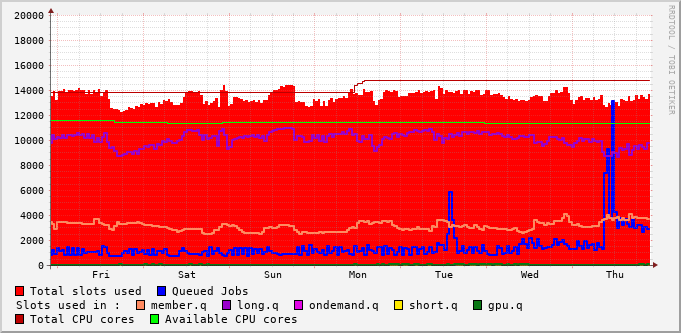 20000
18000
16000
14000
12000
10000
8000
6000
4000
2000
0
Fri Sat Sun Mon Tue Wed Thu
RRDTOOL / TOBI OETIKER
Total slots used Queued Jobs
Slots used in : member.q long.q ondemand.q short.q gpu.q
Total CPU cores Available CPU cores